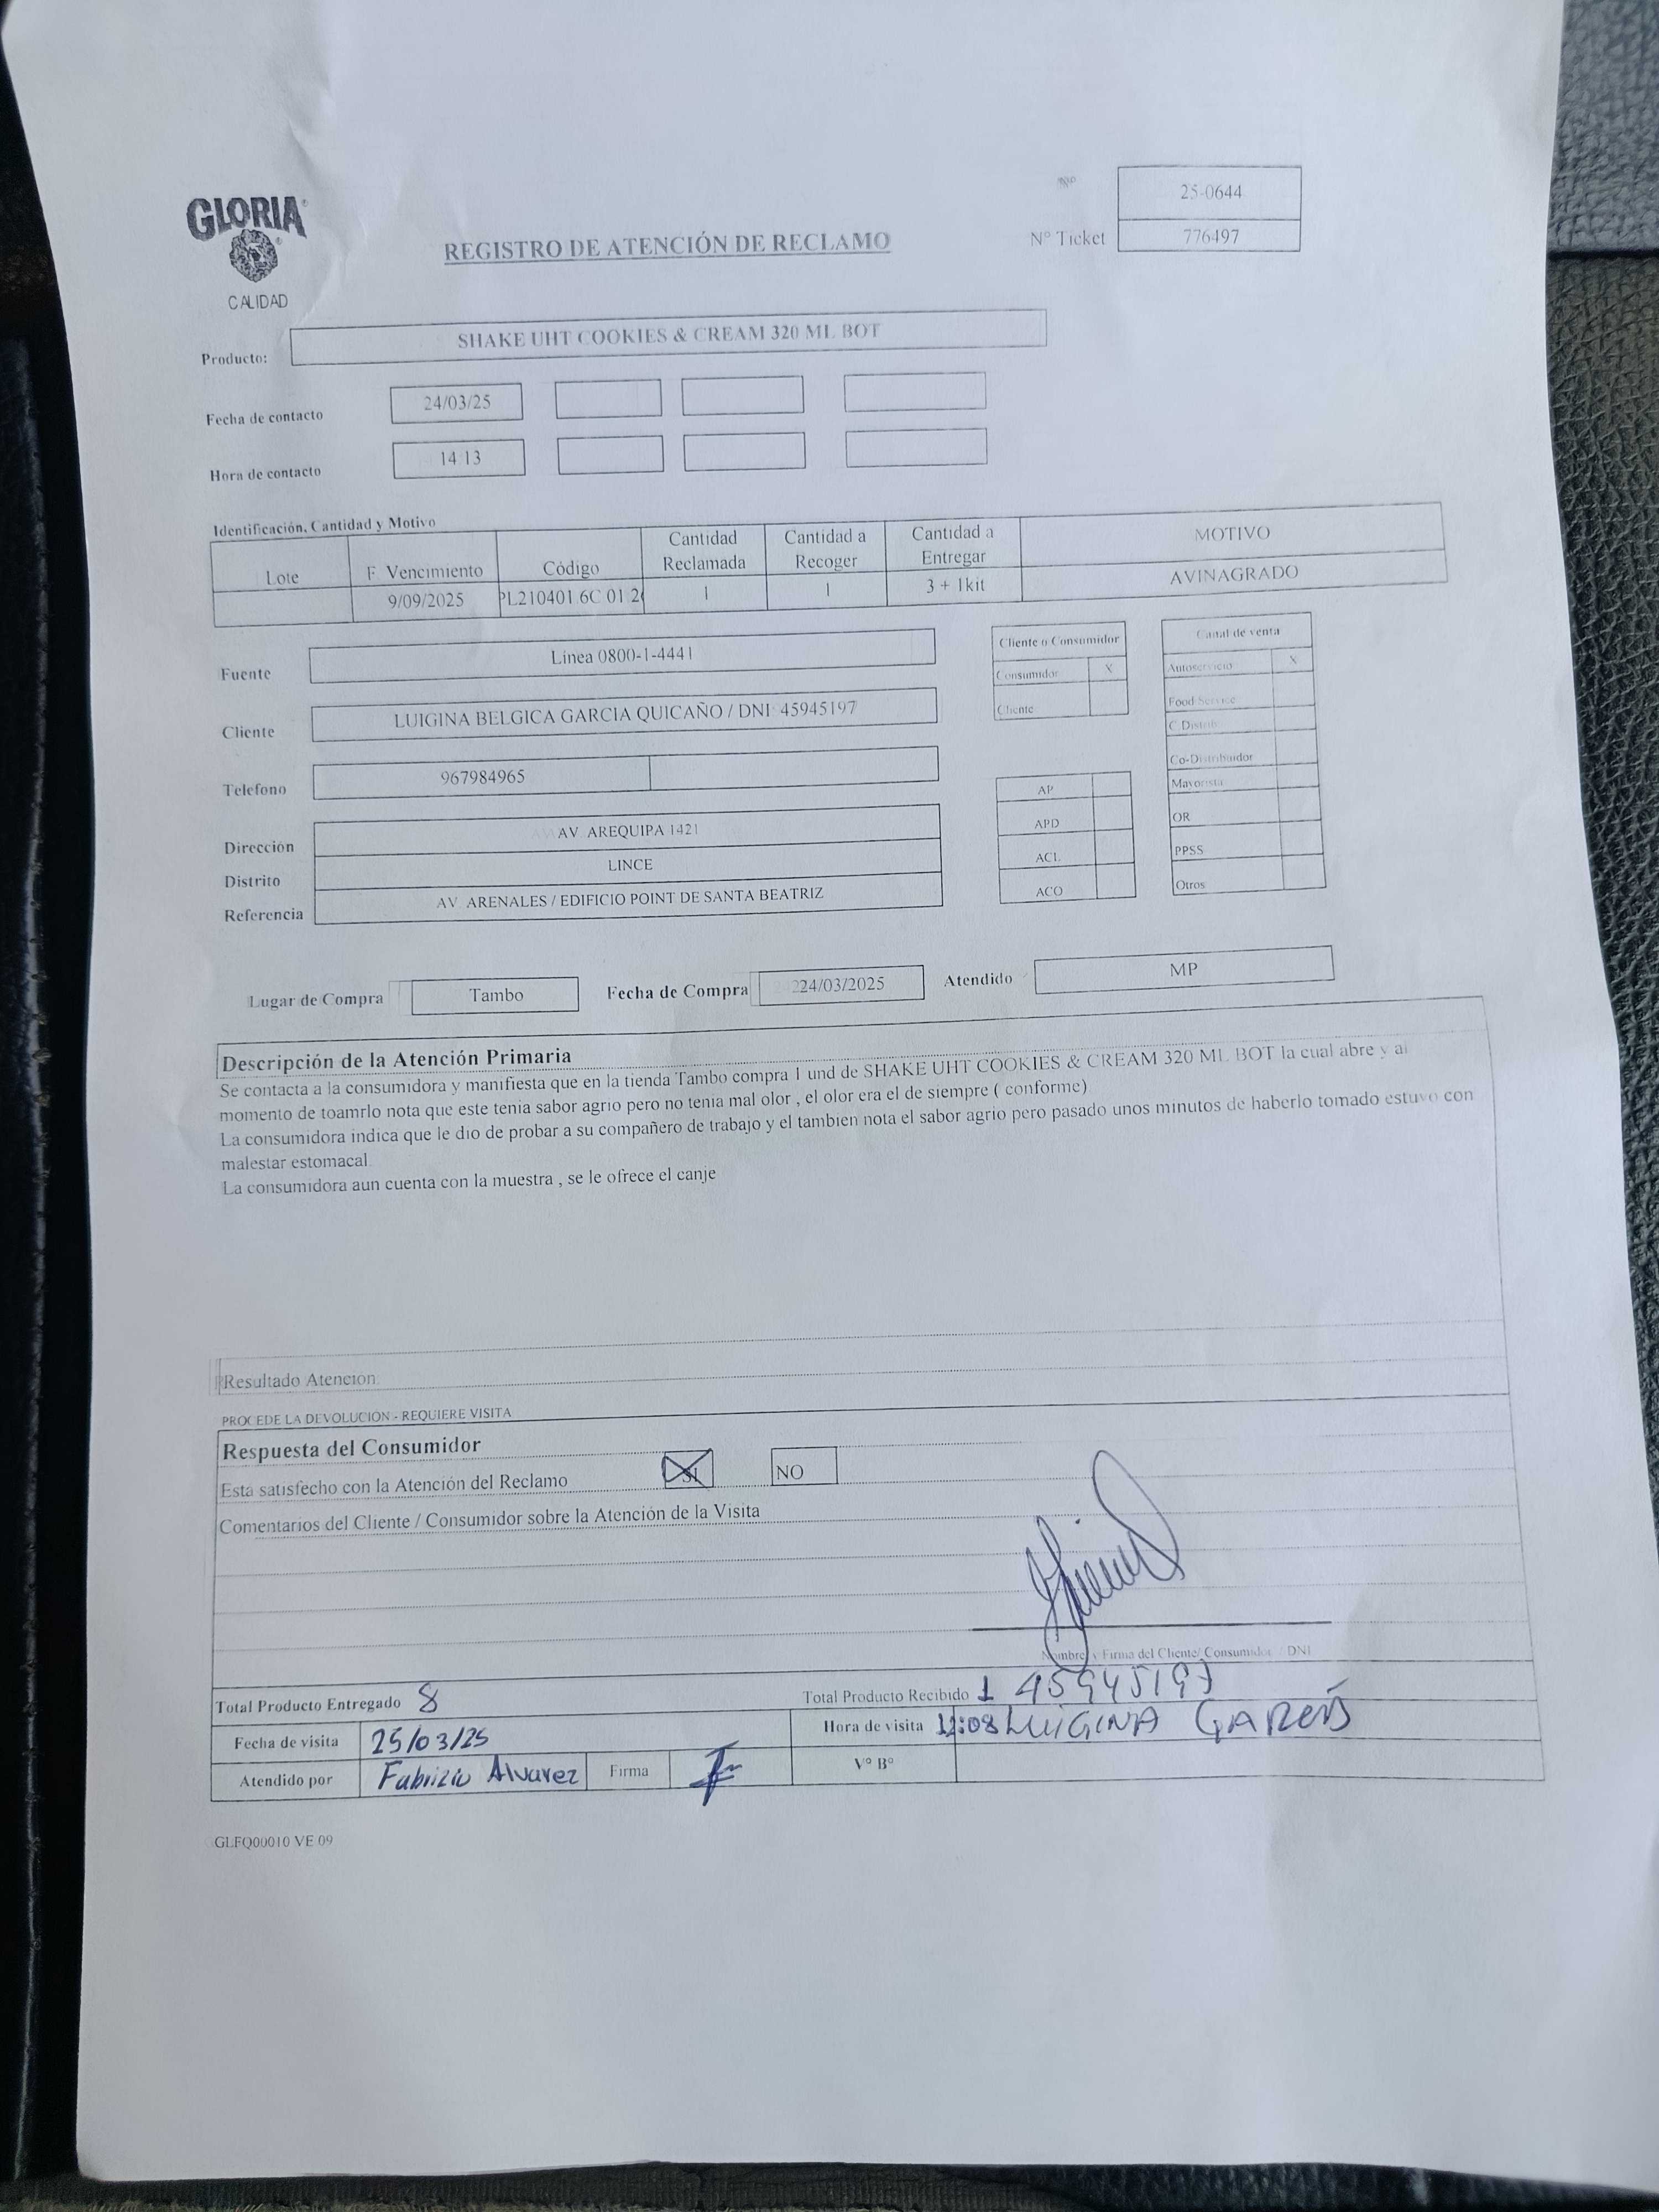 GLORIA
CALIDAD
REGISTRO DE ATENCIÓN DE RECLAMO
Nº
25-0644
Nº Ticket
776497
Producto:
SHAKE UHT COOKIES & CREAM 320 ML BOT
Fecha de contacto
24/03/25
Hora de contacto
14 13
Identificación, Cantidad y Motivo
Lote
F. Vencimiento
Código
Cantidad Reclamada
Cantidad a Recoger
Cantidad a Entregar
MOTIVO
9/09/2025
PL210401 6C 01 2
1
1
3 + 1kit
AVINAGRADO
Fuente
Linea 0800-1-4441
Cliente o Consumidor
Consumidor X
Cliente
Canal de venta
Autoservicio X
Food Service
C.Distrib
Co-Distribuidor
Mayorista
OR
PPSS
Otros
Cliente
LUIGINA BELGICA GARCIA QUICAÑO / DNI 45945197
Telefono
967984965
AP
APD
ACL
ACO
Dirección
AV. AREQUIPA 1421
Distrito
LINCE
Referencia
AV. ARENALES / EDIFICIO POINT DE SANTA BEATRIZ
Lugar de Compra
Tambo
Fecha de Compra
24/03/2025
Atendido
MP
Descripción de la Atención Primaria
Se contacta a la consumidora y manifiesta que en la tienda Tambo compra 1 und de SHAKE UHT COOKIES & CREAM 320 ML BOT la cual abre y al
momento de toamrlo nota que este tenia sabor agrio pero no tenia mal olor , el olor era el de siempre ( conforme)
La consumidora indica que le dio de probar a su compañero de trabajo y el tambien nota el sabor agrio pero pasado unos minutos de haberlo tomado estuvo con
malestar estomacal.
La consumidora aun cuenta con la muestra , se le ofrece el canje
Resultado Atención:
PROCEDE LA DEVOLUCIÓN - REQUIERE VISITA
Respuesta del Consumidor
Esta satisfecho con la Atención del Reclamo
SI
NO
Comentarios del Cliente / Consumidor sobre la Atención de la Visita
Nombre y Firma del Cliente/ Consumidor / DNI
Total Producto Entregado 8
Total Producto Recibido 1
45945197
Fecha de visita 25/03/25
Hora de visita 12:08
LUIGINA GARCÍA
Atendido por Fabrizio Alvarez
Firma
Vº Bº
GLFQ00010 VE 09